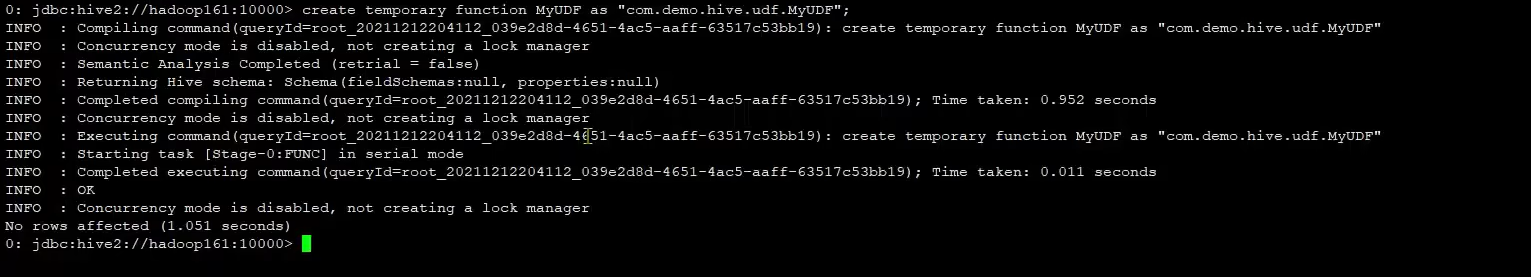 0: jdbc:hive2://hadoop161:10000> create temporary function MyUDF as "com.demo.hive.udf.MyUDF";
INFO  : Compiling command(queryId=root_20211212204112_039e2d8d-4651-4ac5-aaff-63517c53bb19): create temporary function MyUDF as "com.demo.hive.udf.MyUDF"
INFO  : Concurrency mode is disabled, not creating a lock manager
INFO  : Semantic Analysis Completed (retrial = false)
INFO  : Returning Hive schema: Schema(fieldSchemas:null, properties:null)
INFO  : Completed compiling command(queryId=root_20211212204112_039e2d8d-4651-4ac5-aaff-63517c53bb19); Time taken: 0.952 seconds
INFO  : Concurrency mode is disabled, not creating a lock manager
INFO  : Executing command(queryId=root_20211212204112_039e2d8d-4651-4ac5-aaff-63517c53bb19): create temporary function MyUDF as "com.demo.hive.udf.MyUDF"
INFO  : Starting task [Stage-0:FUNC] in serial mode
INFO  : Completed executing command(queryId=root_20211212204112_039e2d8d-4651-4ac5-aaff-63517c53bb19); Time taken: 0.011 seconds
INFO  : OK
INFO  : Concurrency mode is disabled, not creating a lock manager
No rows affected (1.051 seconds)
0: jdbc:hive2://hadoop161:10000>